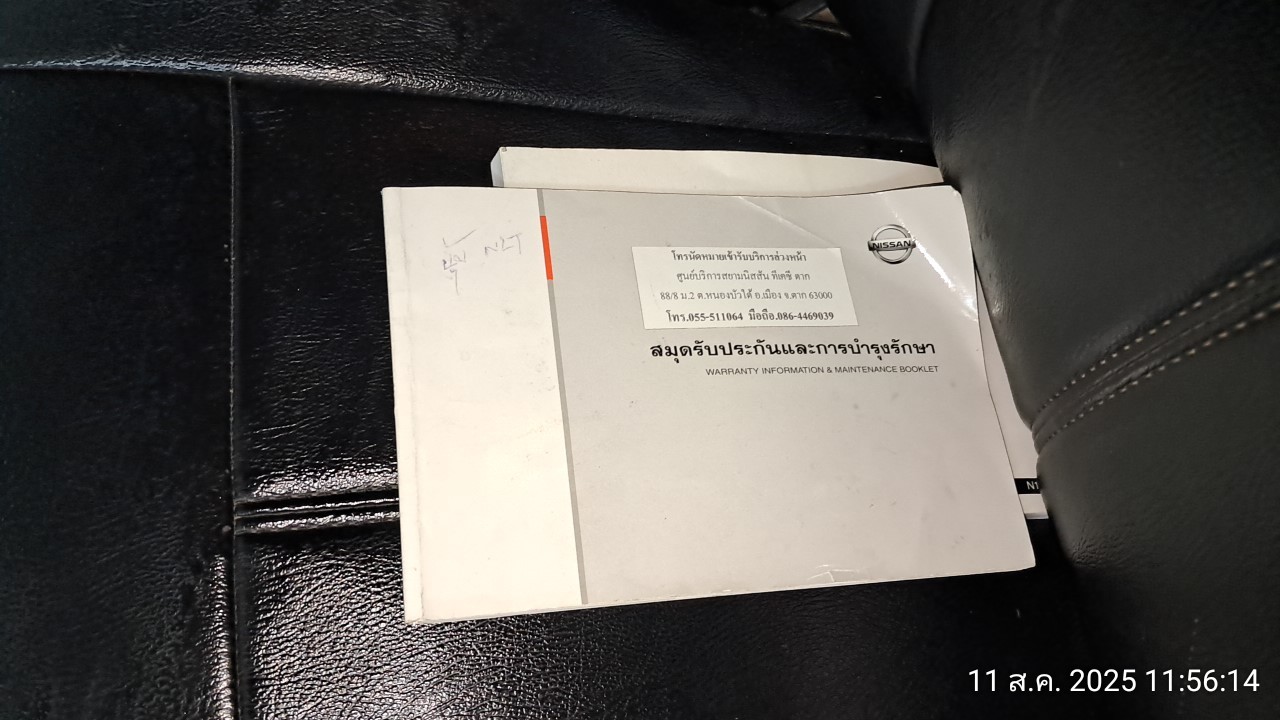 NISSAN
โทรนัดหมายเข้ารับบริการล่วงหน้า
ศูนย์บริการสยามนิสสัน ทีเคซี ตาก
88/8 ม.2 ต.หนองบัวใต้ อ.เมือง จ.ตาก 63000
โทร.055-511064 มือถือ.086-4469039
สมุดรับประกันและการบำรุงรักษา
WARRANTY INFORMATION & MAINTENANCE BOOKLET
11 ส.ค. 2025 11:56:14